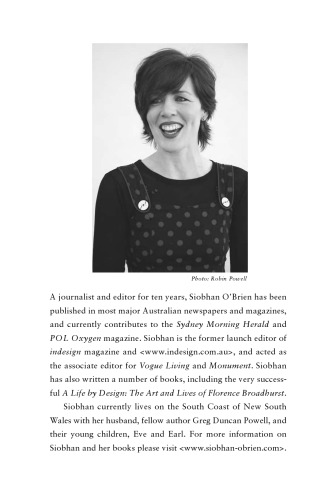 Photo: Robin Powell
A journalist and editor for ten years, Siobhan O'Brien has been
published in most major Australian newspapers and magazines,
and currently contributes to the Sydney Morning Herald and
POL Oxygen magazine. Siobhan is the former launch editor of
indesign magazine and <www.indesign.com.au>, and acted as
the associate editor for Vogue Living and Monument. Siobhan
has also written a number of books, including the very success-
ful A Life by Design: The Art and Lives of Florence Broadhurst.
Siobhan currently lives on the South Coast of New South
Wales with her husband, fellow author Greg Duncan Powell, and
their young children, Eve and Earl. For more information on
Siobhan and her books please visit <www.siobhan-obrien.com>.